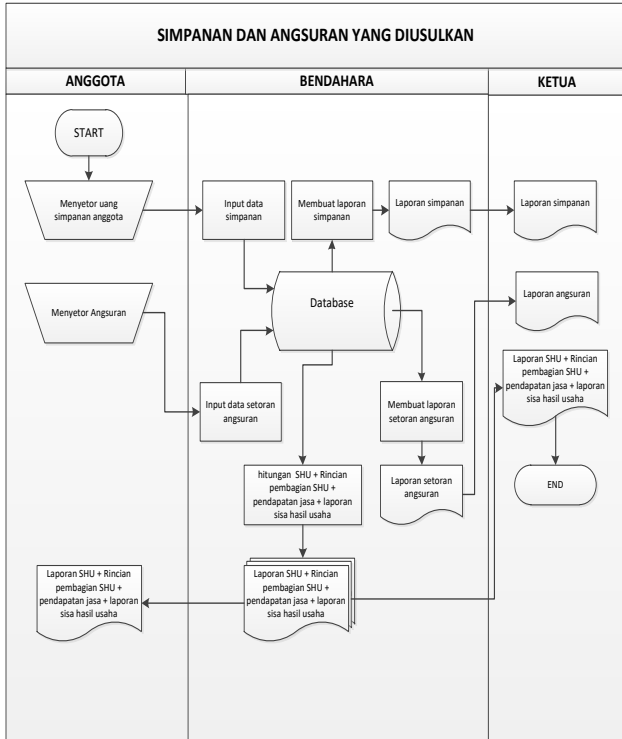 SIMPANAN DAN ANGSURAN YANG DIUSULKAN
ANGGOTA
BENDAHARA
KETUA
START
Menyetor uang
simpanan anggota
Input data
simpanan
Membuat laporan
simpanan
Laporan simpanan
Laporan simpanan
Menyetor Angsuran
Database
Laporan angsuran
Input data setoran
angsuran
Membuat laporan
setoran angsuran
Laporan SHU + Rincian
pembagian SHU +
pendapatan jasa + laporan
sisa hasil usaha
hitungan SHU + Rincian
pembagian SHU +
pendapatan jasa + laporan
sisa hasil usaha
Laporan setoran
angsuran
END
Laporan SHU + Rincian
pembagian SHU +
pendapatan jasa + laporan
sisa hasil usaha
Laporan SHU + Rincian
pembagian SHU +
pendapatan jasa + laporan
sisa hasil usaha